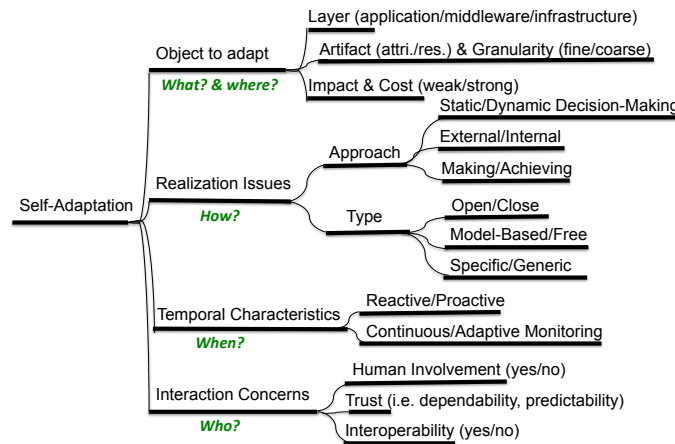 Layer (application/middleware/infrastructure)
Object to adapt
Artifact (attri./res.) & Granularity (fine/coarse)
What? & where?
Impact & Cost (weak/strong)
Static/Dynamic Decision-Making
External/Internal
Approach
Making/Achieving
Realization Issues
Self-Adaptation
How?
Type
Open/Close
Model-Based/Free
Specific/Generic
Reactive/Proactive
Temporal Characteristics
Continuous/Adaptive Monitoring
When?
Human Involvement (yes/no)
Interaction Concerns
Trust (i.e. dependability, predictability)
Who?
Interoperability (yes/no)